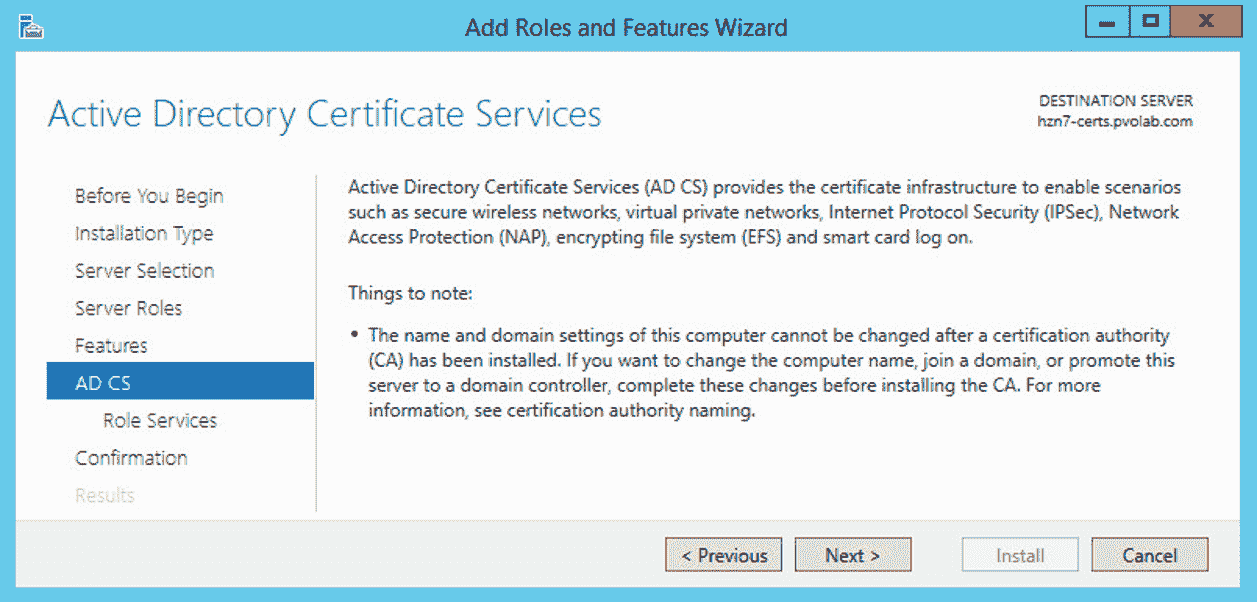 Add Roles and Features Wizard
X
Active Directory Certificate Services
DESTINATION SERVER
hzn7-certs.pvolab.com
Before You Begin
Installation Type
Server Selection
Server Roles
Features
AD CS
Role Services
Confirmation
Results
Active Directory Certificate Services (AD CS) provides the certificate infrastructure to enable scenarios
such as secure wireless networks, virtual private networks, Internet Protocol Security (IPSec), Network
Access Protection (NAP), encrypting file system (EFS) and smart card log on.
Things to note:
• The name and domain settings of this computer cannot be changed after a certification authority
(CA) has been installed. If you want to change the computer name, join a domain, or promote this
server to a domain controller, complete these changes before installing the CA. For more
information, see certification authority naming.
< Previous
Next >
Install
Cancel